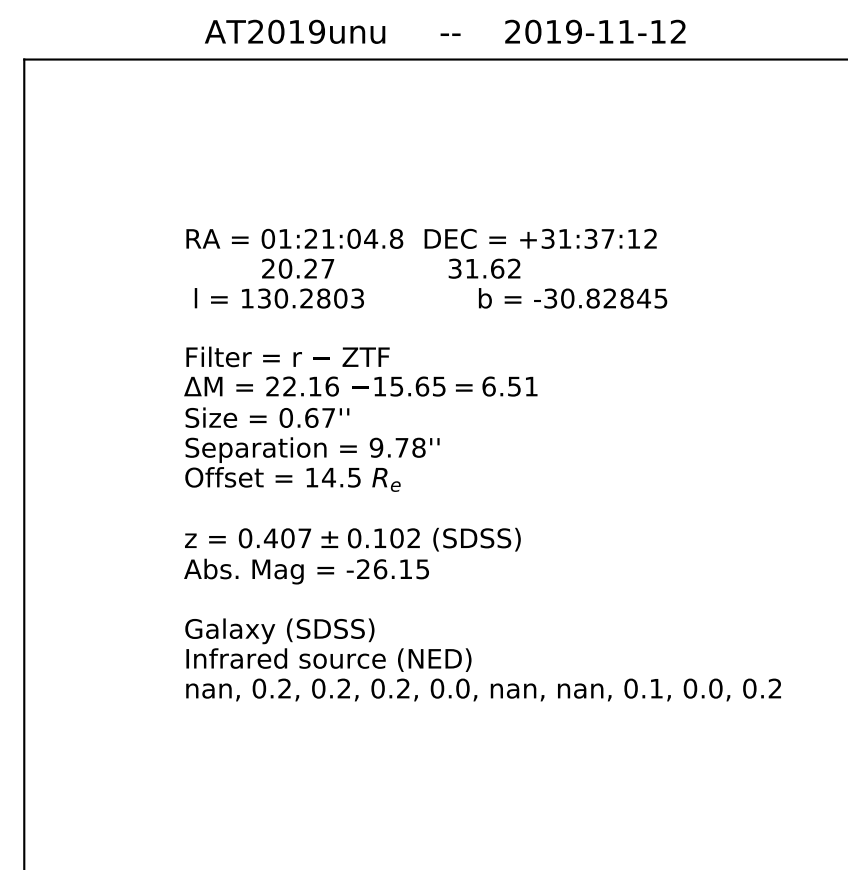 AT2019unu -- 2019-11-12
RA = 01:21:04.8 DEC = +31:37:12
20.27 31.62
l = 130.2803 b = -30.82845
Filter = r − ZTF
ΔM = 22.16 −15.65 = 6.51
Size = 0.67''
Separation = 9.78''
Offset = 14.5 Re
z = 0.407 ± 0.102 (SDSS)
Abs. Mag = -26.15
Galaxy (SDSS)
Infrared source (NED)
nan, 0.2, 0.2, 0.2, 0.0, nan, nan, 0.1, 0.0, 0.2